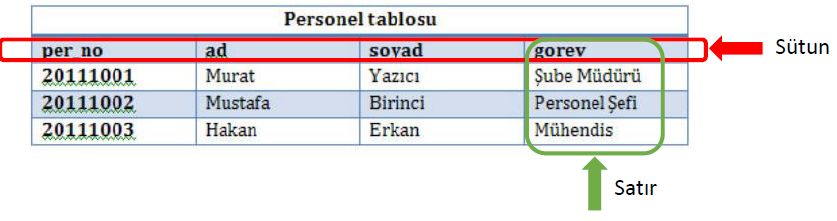 Personel tablosu
per_no ad soyad gorev
20111001 Murat Yazıcı Şube Müdürü
20111002 Mustafa Birinci Personel Şefi
20111003 Hakan Erkan Mühendis
Sütun
Satır